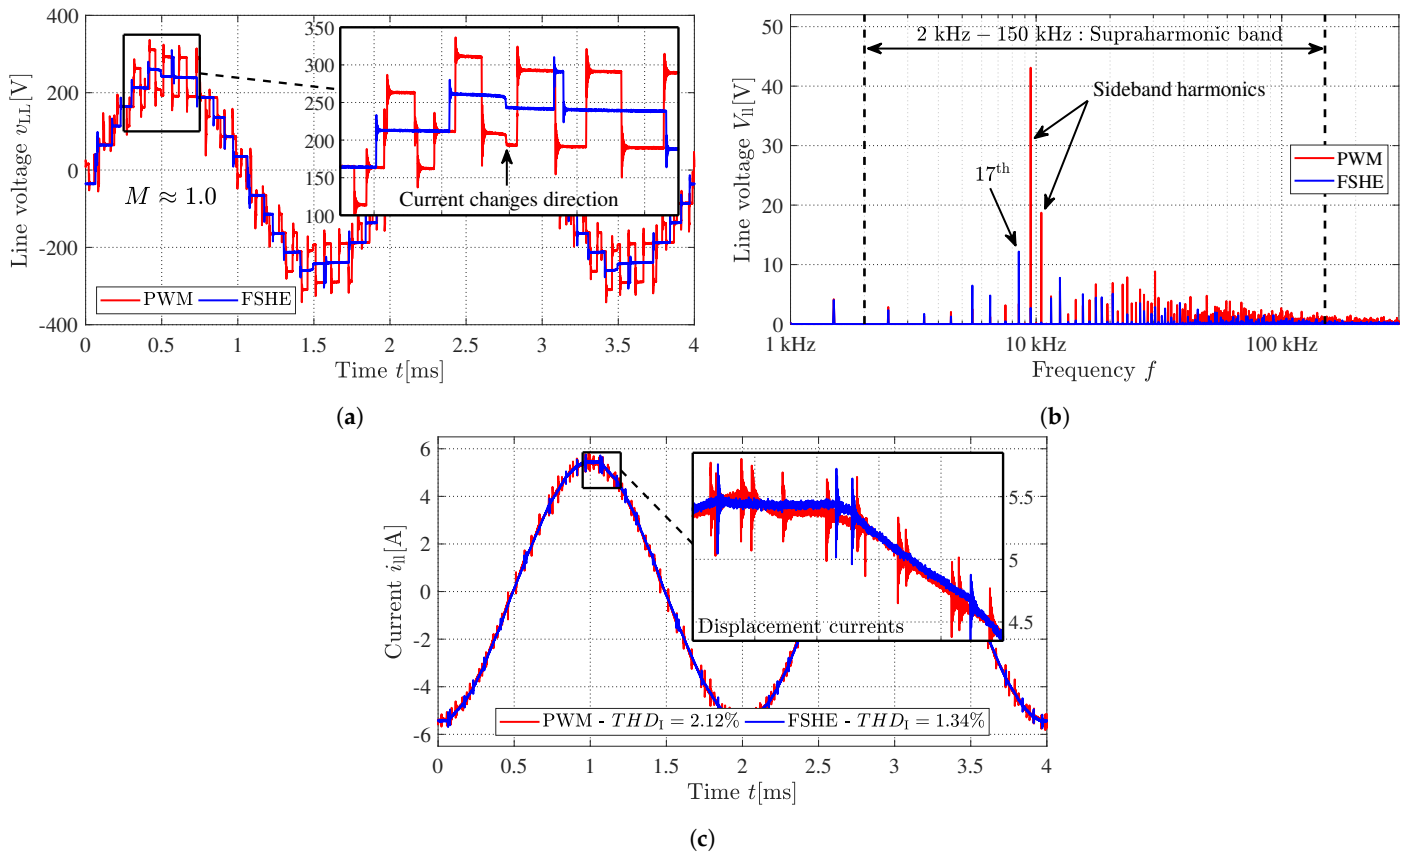 400
200
0
-200
-400
Line voltage v_LL[V]
M ≈ 1.0
PWM
FSHE
350
300
250
200
150
100
Current changes direction
0
0.5
1
1.5
2
2.5
3
3.5
4
Time t[ms]
(a)
50
40
30
20
10
0
Line voltage V_ll[V]
2 kHz − 150 kHz : Supraharmonic band
Sideband harmonics
17th
PWM
FSHE
1 kHz
10 kHz
100 kHz
Frequency f
(b)
6
4
2
0
-2
-4
-6
Current i_ll[A]
5.5
5
4.5
Displacement currents
PWM - THD_I = 2.12%
FSHE - THD_I = 1.34%
0
0.5
1
1.5
2
2.5
3
3.5
4
Time t[ms]
(c)